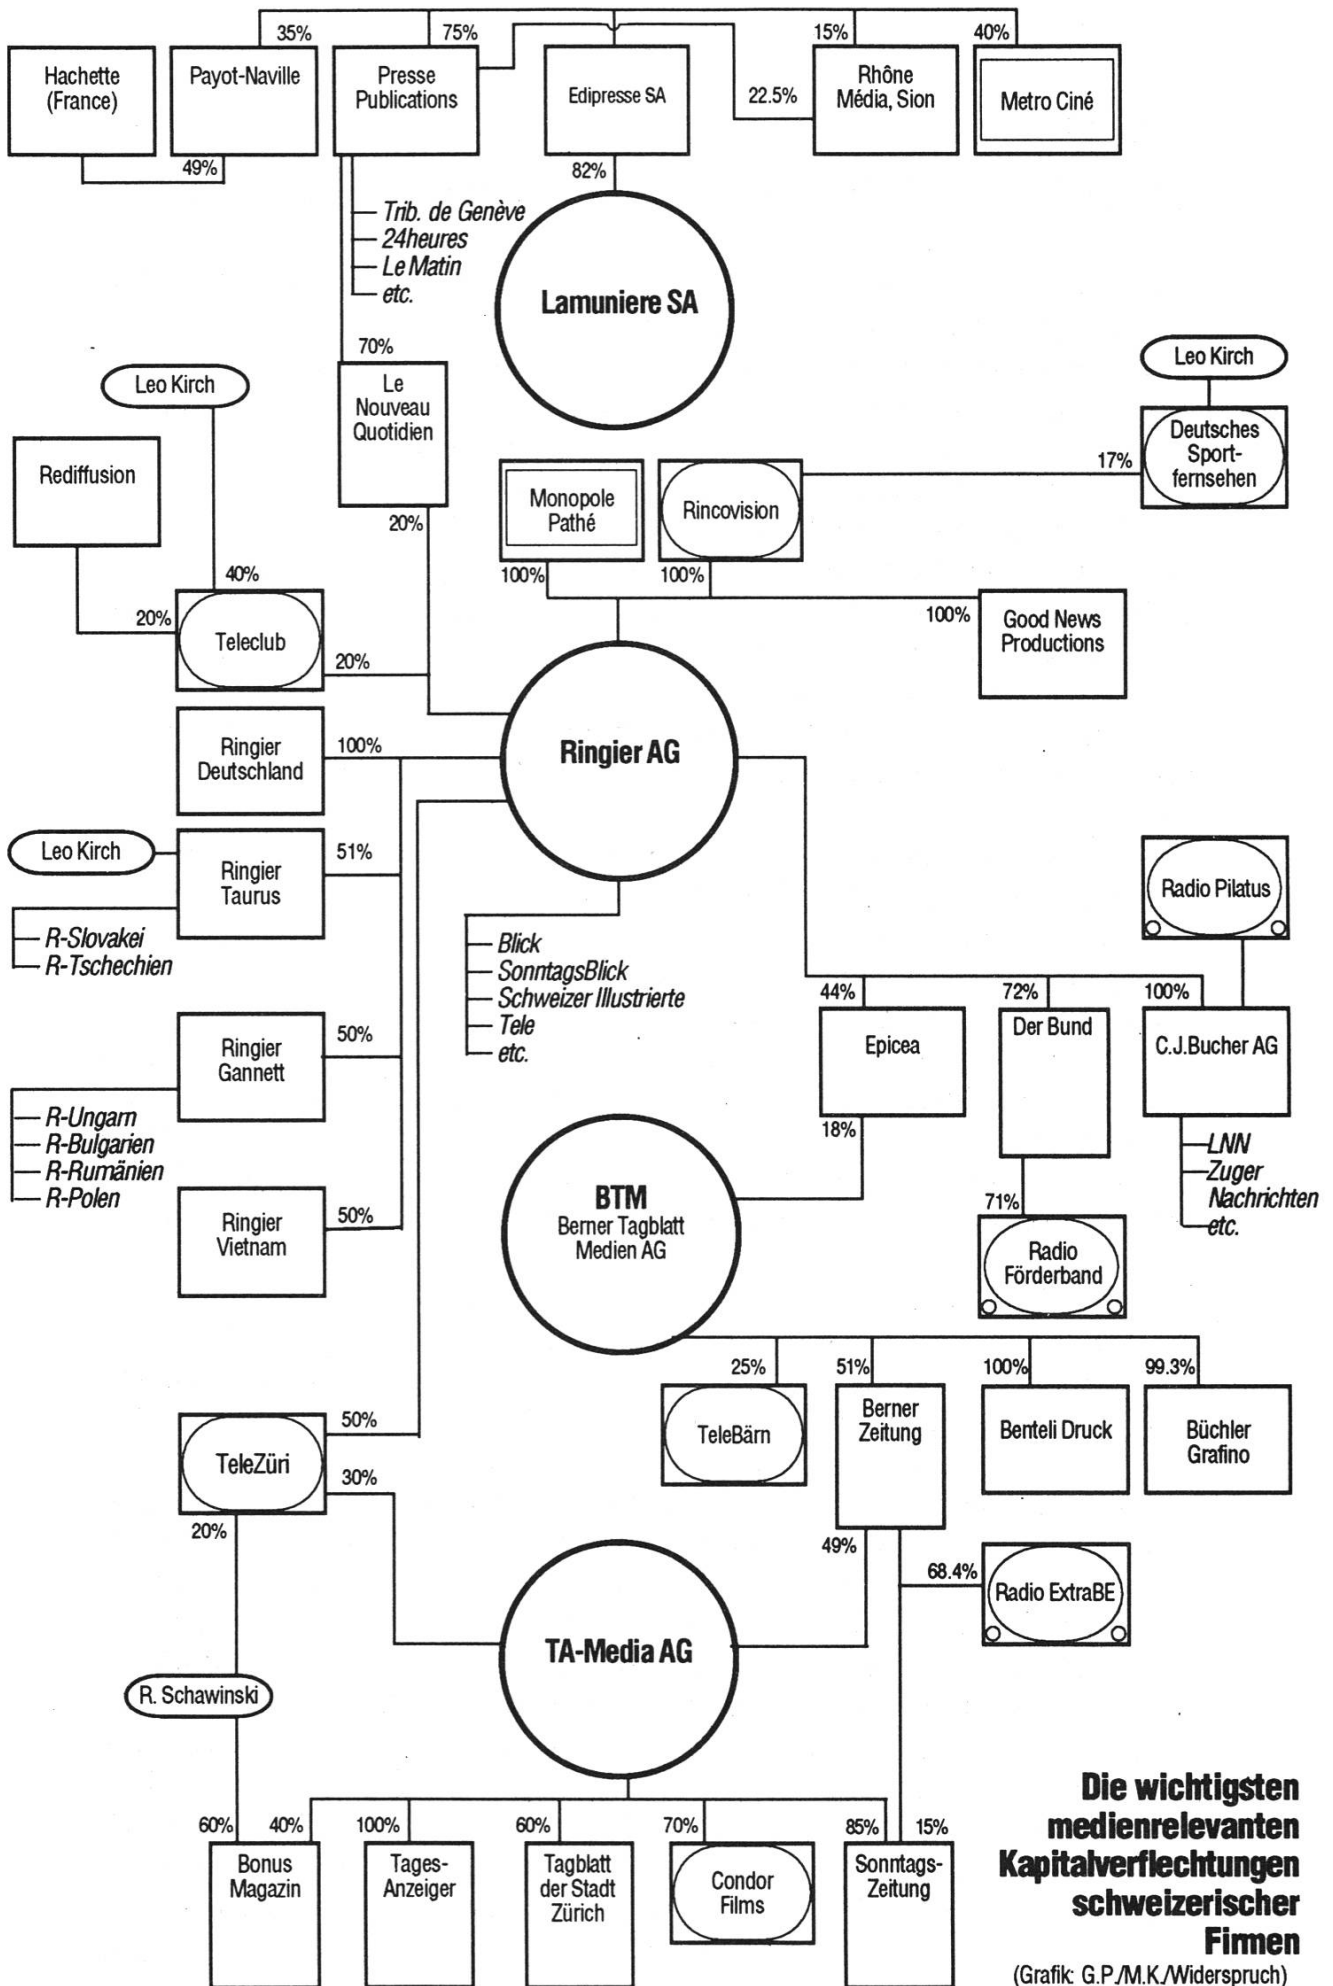 35%
75%
15%
40%
Hachette
(France)
Payot-Naville
Presse
Publications
Edipresse SA
22.5%
Rhône
Média, Sion
Metro Ciné
49%
82%
Trib. de Genève
24heures
Le Matin
etc.
Lamuniere SA
70%
Le
Nouveau
Quotidien
20%
Leo Kirch
Rediffusion
40%
20%
Teleclub
20%
Leo Kirch
Deutsches
Sport-
fernsehen
17%
Monopole
Pathé
Rincovision
100%
100%
100%
Good News
Productions
Ringier AG
Ringier
Deutschland
100%
Leo Kirch
Ringier
Taurus
51%
R-Slovakei
R-Tschechien
Ringier
Gannett
50%
R-Ungarn
R-Bulgarien
R-Rumänien
R-Polen
Ringier
Vietnam
50%
Blick
SonntagsBlick
Schweizer Illustrierte
Tele
etc.
Radio Pilatus
44%
72%
100%
Epicea
Der Bund
C.J.Bucher AG
18%
LNN
Zuger
Nachrichten
etc.
71%
Radio
Förderband
BTM
Berner Tagblatt
Medien AG
25%
51%
100%
99.3%
TeleBärn
Berner
Zeitung
Benteli Druck
Büchler
Grafino
TeleZüri
50%
30%
20%
49%
68.4%
Radio ExtraBE
TA-Media AG
R. Schawinski
60%
40%
100%
60%
70%
85%
15%
Bonus
Magazin
Tages-
Anzeiger
Tagblatt
der Stadt
Zürich
Condor
Films
Sonntags-
Zeitung
Die wichtigsten
medienrelevanten
Kapitalverflechtungen
schweizerischer
Firmen
(Grafik: G.P./M.K./Widerspruch)